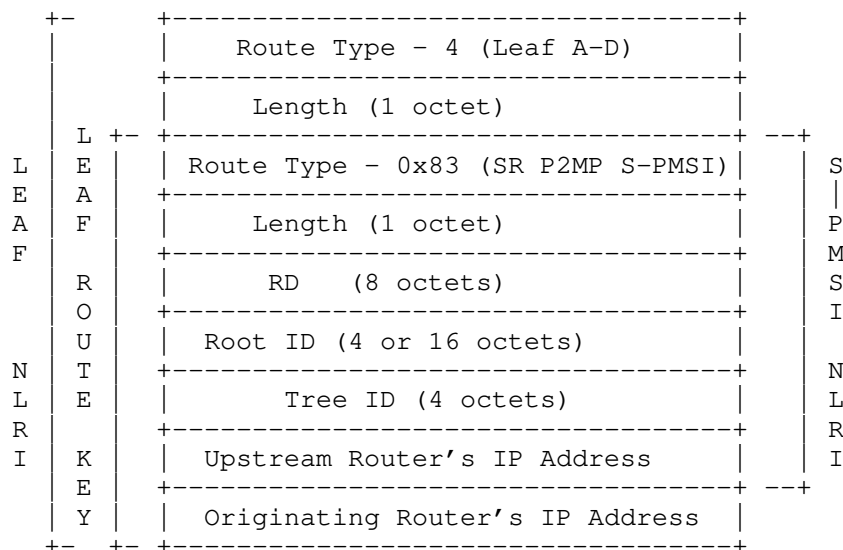 +-      +-----------------------------------+
|       |     Route Type - 4 (Leaf A-D)     |
|       +-----------------------------------+
|       |      Length (1 octet)             |
|  L +- +-----------------------------------+ --+
L |  E |  | Route Type - 0x83 (SR P2MP S-PMSI)|   | S
E |  A |  +-----------------------------------+   | |
A |  F |  |      Length (1 octet)             |   | P
F |    |  +-----------------------------------+   | M
|  R |  |       RD   (8 octets)             |   | S
|  O |  +-----------------------------------+   | I
|  U |  |  Root ID (4 or 16 octets)         |   |
N |  T |  +-----------------------------------+   | N
L |  E |  |        Tree ID (4 octets)         |   | L
R |    |  +-----------------------------------+   | R
I |  K |  |  Upstream Router's IP Address     |   | I
|  E |  +-----------------------------------+ --+
|  Y |  |  Originating Router's IP Address  |
+-   +- +-----------------------------------+